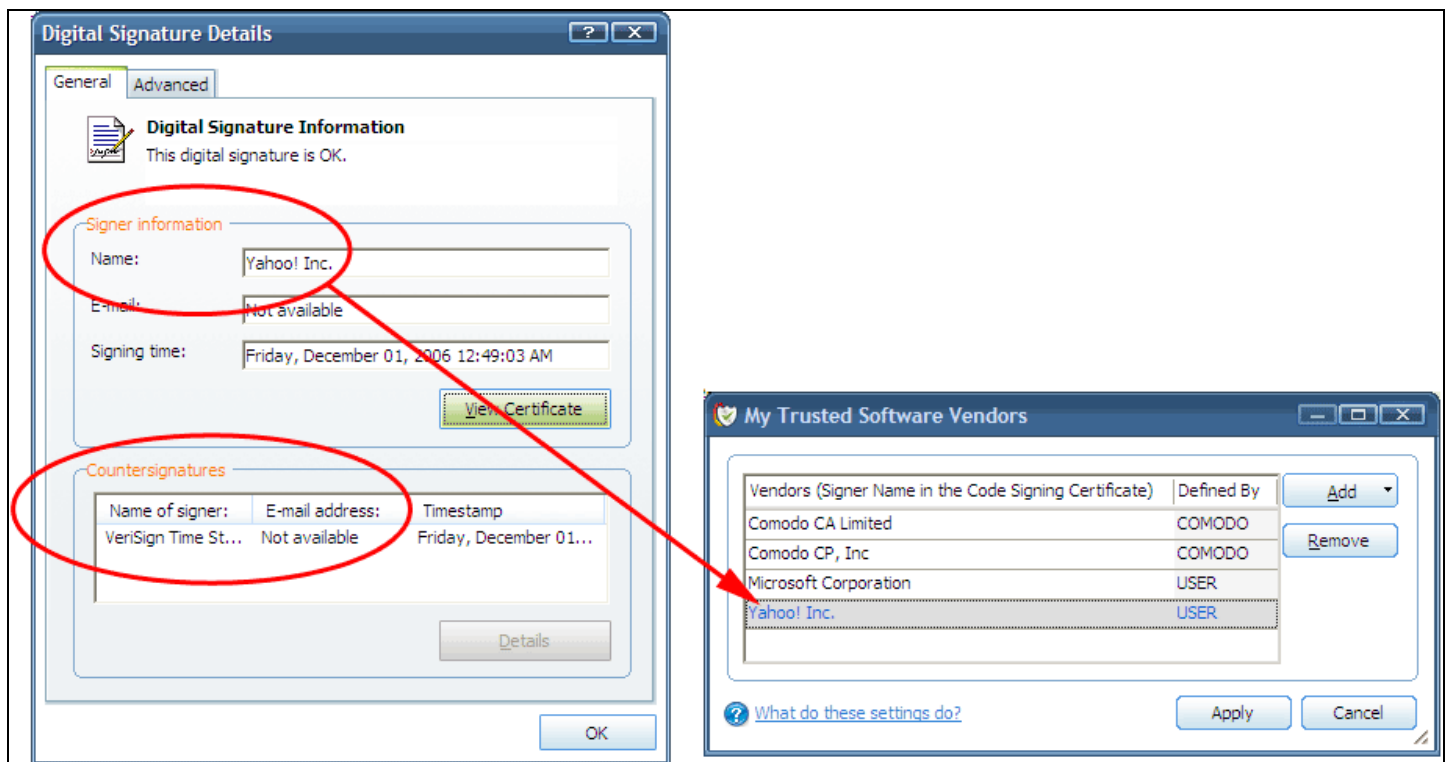 Digital Signature Details
General Advanced
Digital Signature Information
This digital signature is OK.
Signer information
Name: Yahoo! Inc.
E-mail: Not available
Signing time: Friday, December 01, 2006 12:49:03 AM
View Certificate
Countersignatures
Name of signer: E-mail address: Timestamp
VeriSign Time St... Not available Friday, December 01...
Details
OK
My Trusted Software Vendors
Vendors (Signer Name in the Code Signing Certificate) Defined By
Add
Comodo CA Limited COMODO
Comodo CP, Inc COMODO
Remove
Microsoft Corporation USER
Yahoo! Inc. USER
What do these settings do?
Apply Cancel